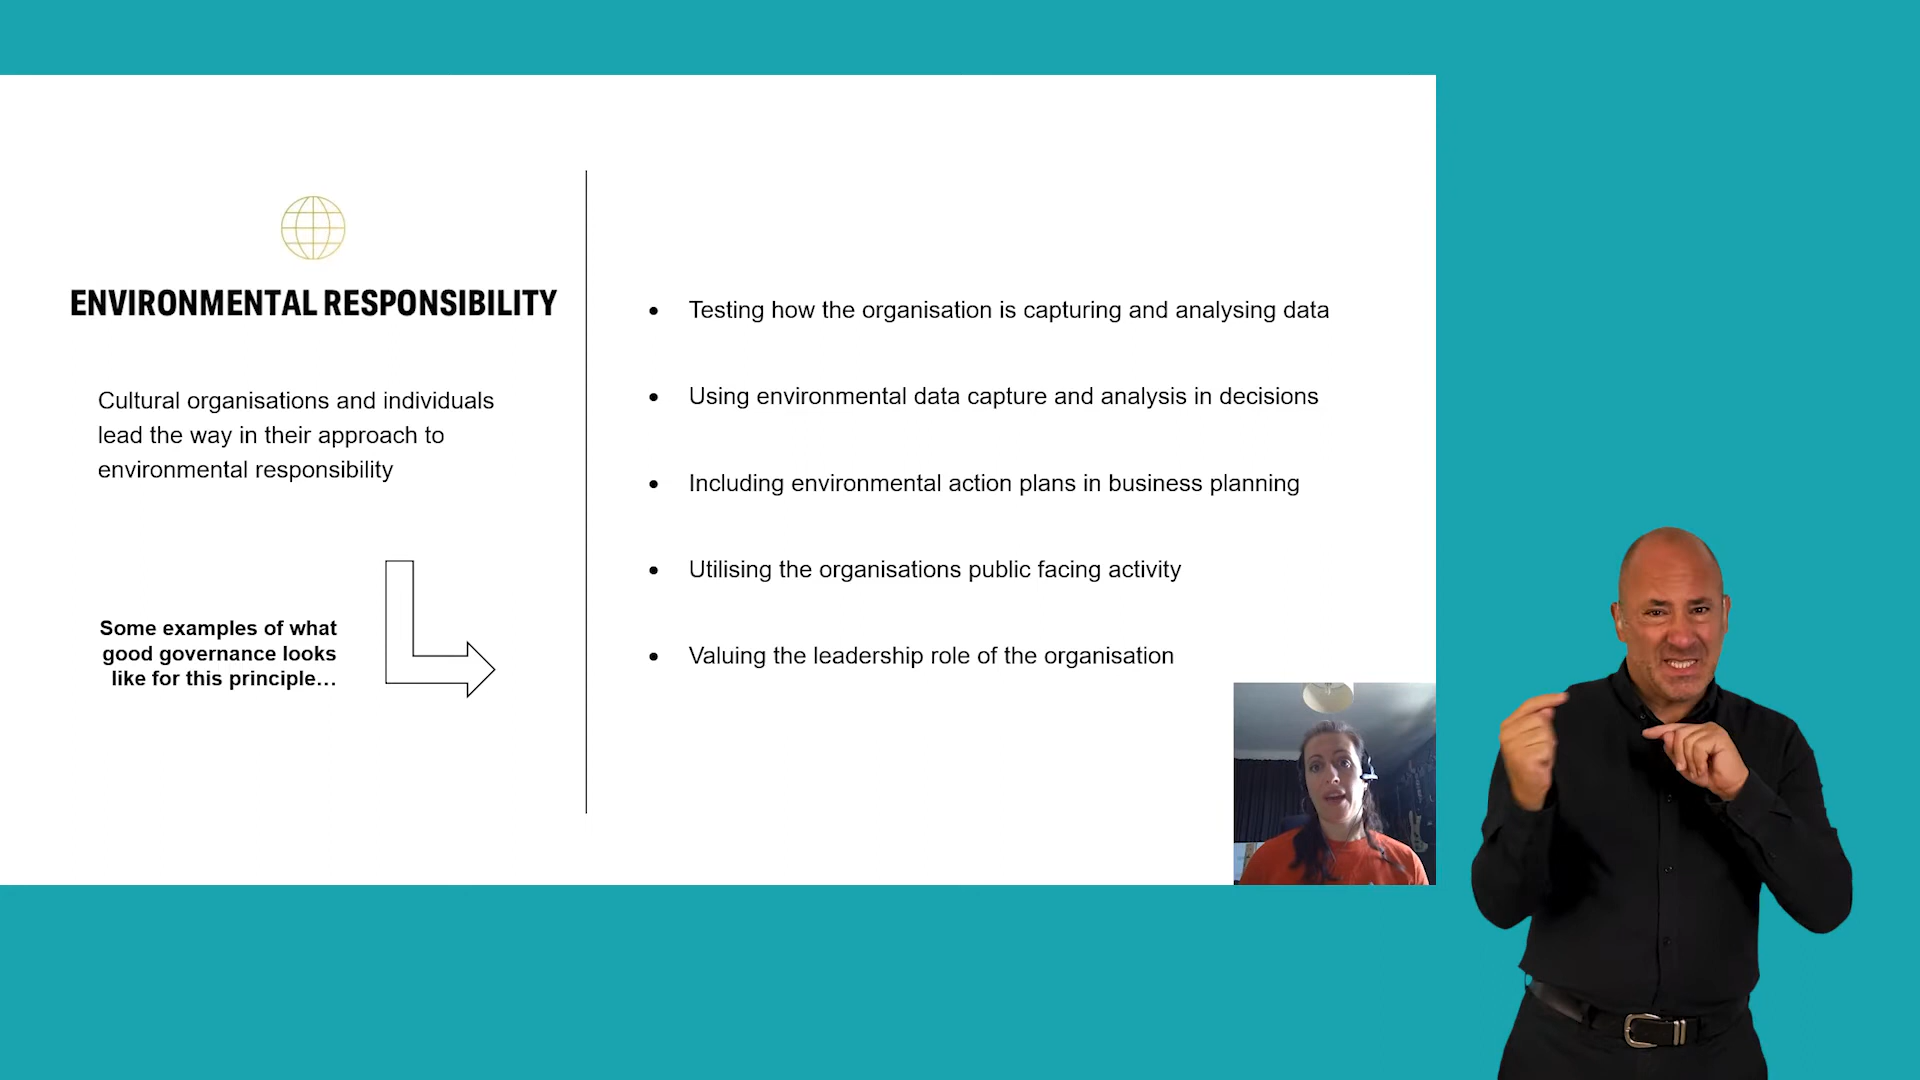 ENVIRONMENTAL RESPONSIBILITY
Cultural organisations and individuals
lead the way in their approach to
environmental responsibility
Some examples of what
good governance looks
like for this principle...
Testing how the organisation is capturing and analysing data
Using environmental data capture and analysis in decisions
Including environmental action plans in business planning
Utilising the organisations public facing activity
Valuing the leadership role of the organisation